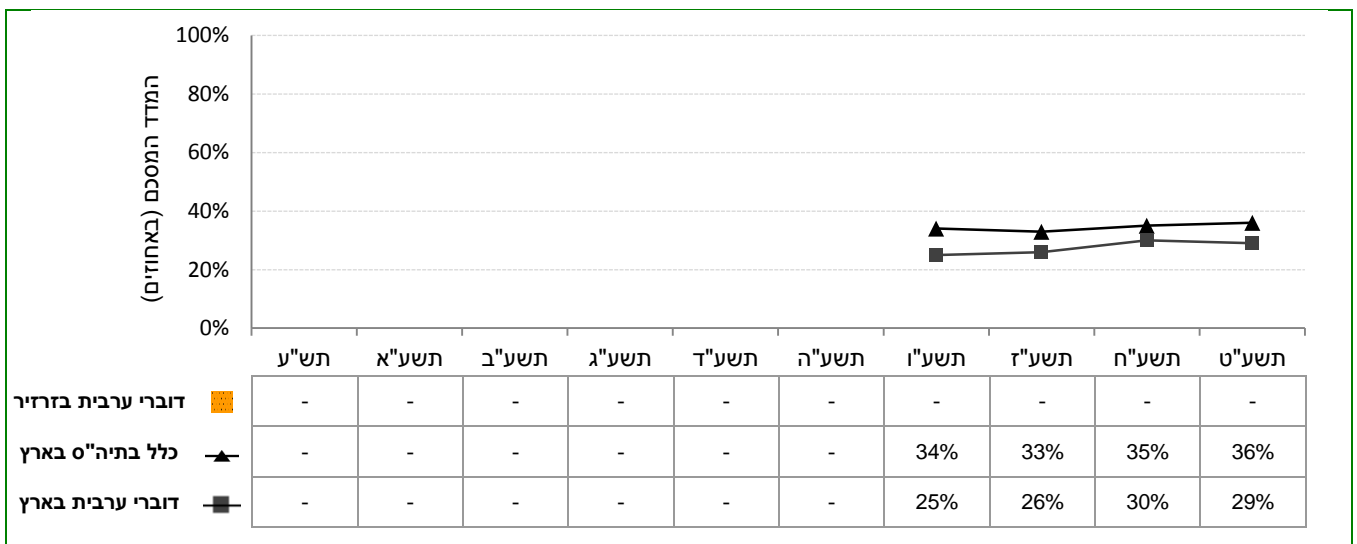 100%
80%
60%
40%
20%
0%
המדד המסכם (באחוזים)
תש"ע תשע"א תשע"ב תשע"ג תשע"ד תשע"ה תשע"ו תשע"ז תשע"ח תשע"ט
דוברי ערבית בזרזיר - - - - - - - - - -
כלל בתיה"ס בארץ - - - - - - 34% 33% 35% 36%
דוברי ערבית בארץ - - - - - - 25% 26% 30% 29%